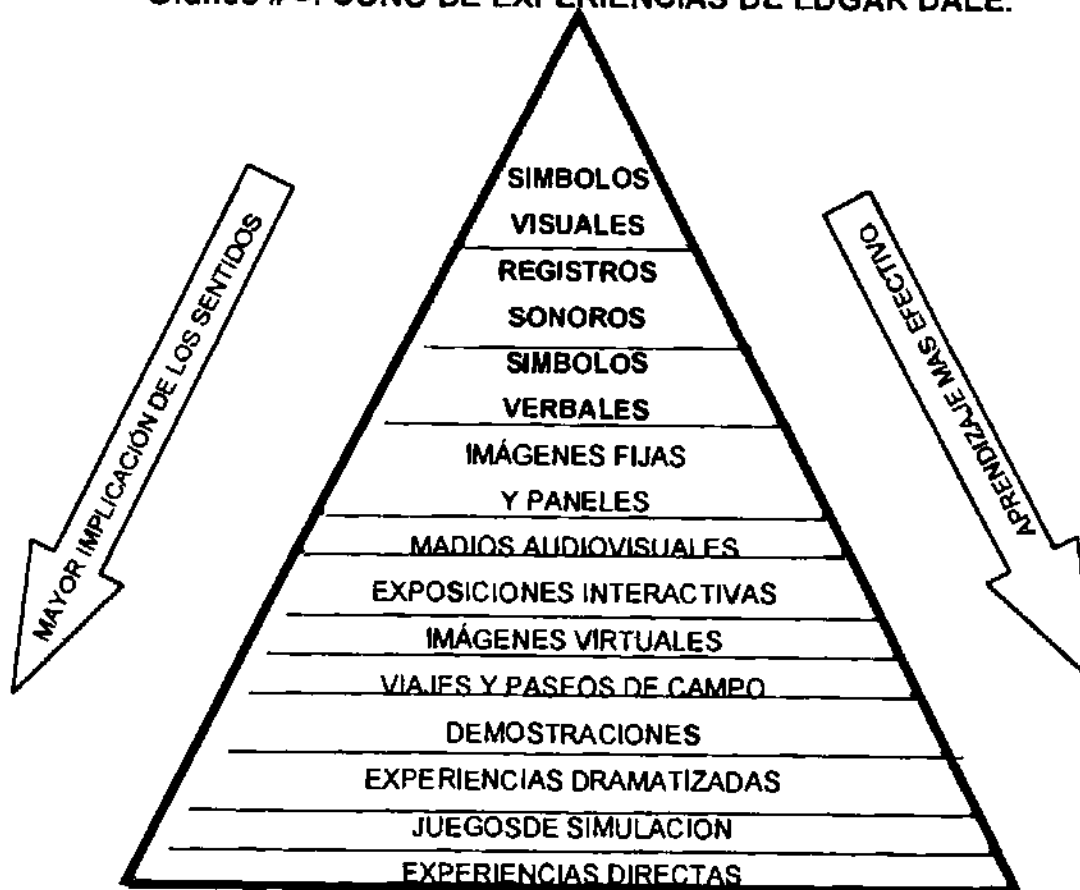 CONO DE EXPERIENCIAS DE EDGAR DALE.
SIMBOLOS
VISUALES
REGISTROS
SONOROS
SIMBOLOS
VERBALES
IMÁGENES FIJAS
Y PANELES
MADIOS AUDIOVISUALES
EXPOSICIONES INTERACTIVAS
IMÁGENES VIRTUALES
VIAJES Y PASEOS DE CAMPO
DEMOSTRACIONES
EXPERIENCIAS DRAMATIZADAS
JUEGOSDE SIMULACION
EXPERIENCIAS DIRECTAS
MAYOR IMPLICACIÓN DE LOS SENTIDOS
APRENDIZAJE MAS EFECTIVO